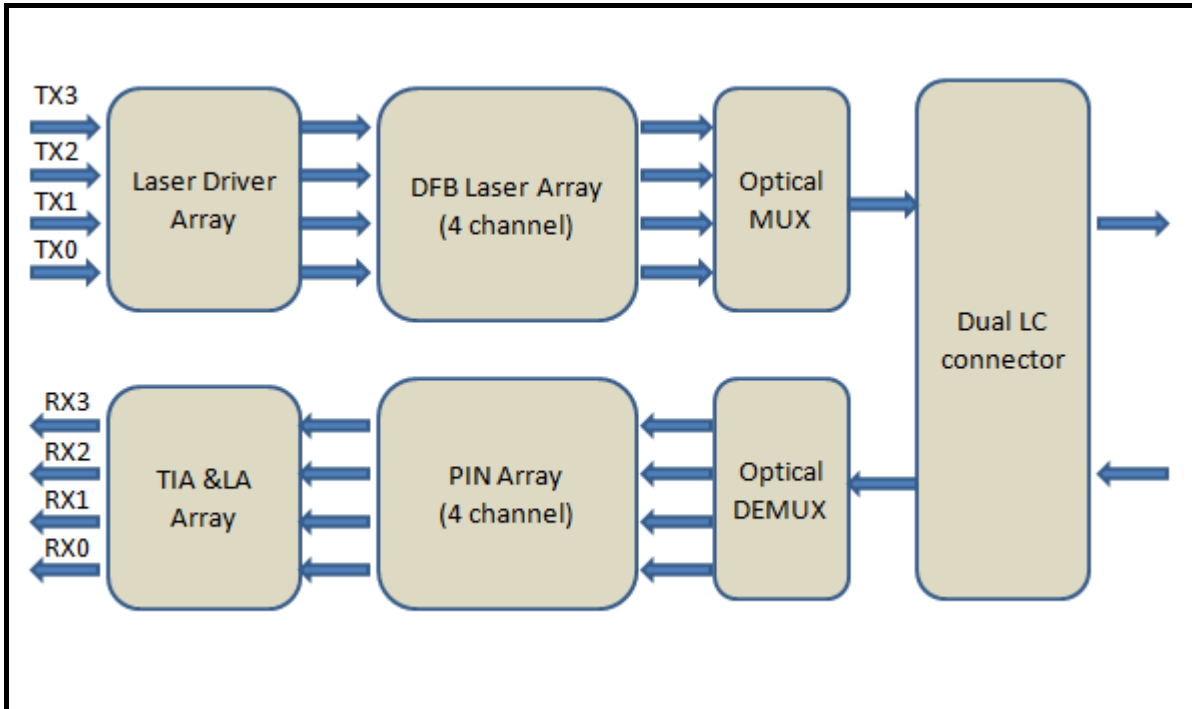 TX3
TX2
TX1
TX0
Laser Driver
Array
DFB Laser Array
(4 channel)
Optical
MUX
Dual LC
connector
RX3
RX2
RX1
RX0
TIA &LA
Array
PIN Array
(4 channel)
Optical
DEMUX